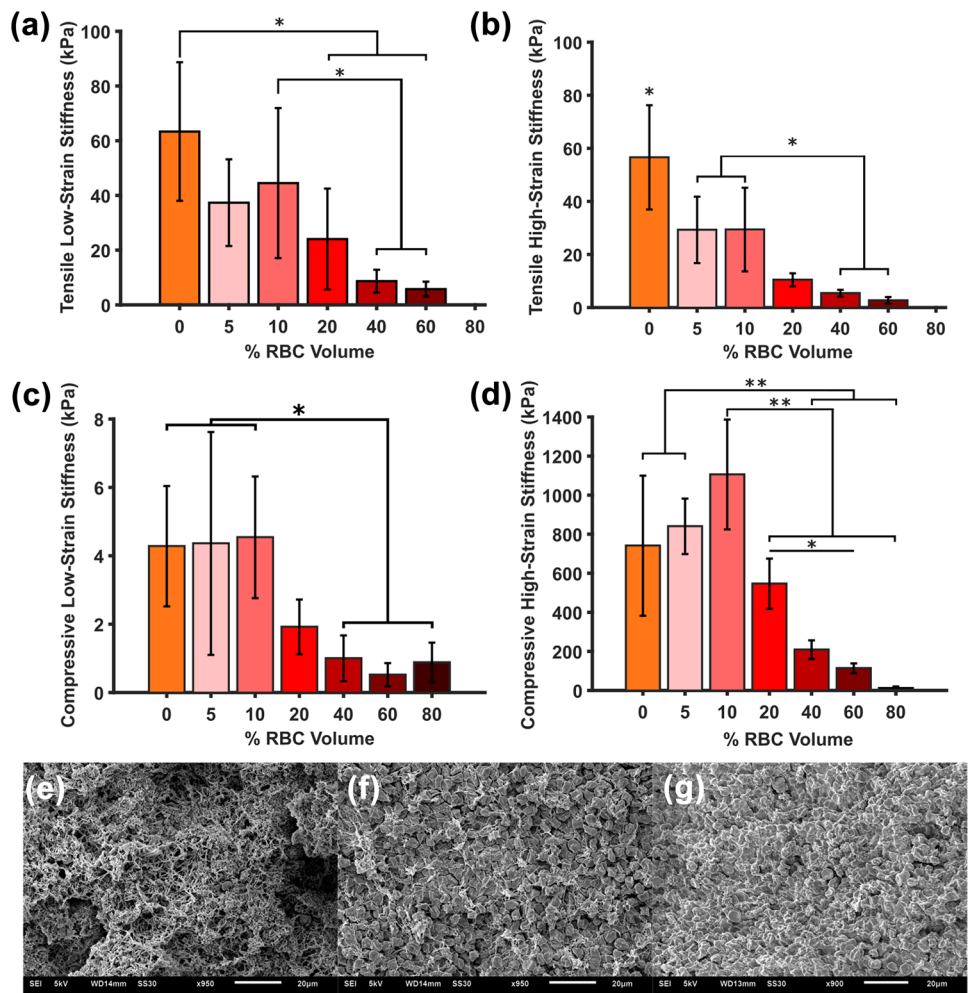 (a)
Tensile Low-Strain Stiffness (kPa)
100
80
60
40
20
0
*
*
0 5 10 20 40 60 80
% RBC Volume
(b)
Tensile High-Strain Stiffness (kPa)
100
80
60
40
20
0
*
*
0 5 10 20 40 60 80
% RBC Volume
(c)
Compressive Low-Strain Stiffness (kPa)
8
6
4
2
0
*
0 5 10 20 40 60 80
% RBC Volume
(d)
Compressive High-Strain Stiffness (kPa)
1400
1200
1000
800
600
400
200
0
**
**
*
0 5 10 20 40 60 80
% RBC Volume
(e)
SEI 5kV WD14mm SS30 x950 20µm
(f)
SEI 5kV WD14mm SS30 x950 20µm
(g)
SEI 5kV WD13mm SS30 x900 20µm